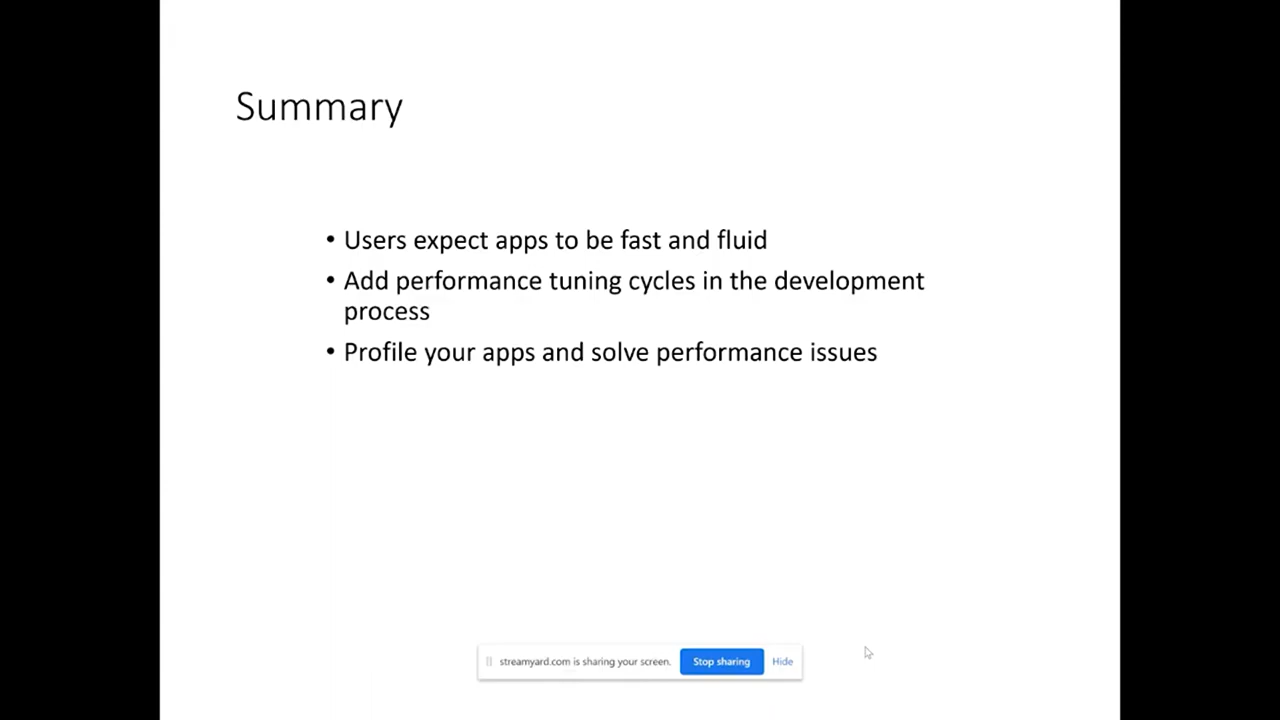 Summary
• Users expect apps to be fast and fluid
• Add performance tuning cycles in the development
process
• Profile your apps and solve performance issues
streamyard.com is sharing your screen. Stop sharing Hide